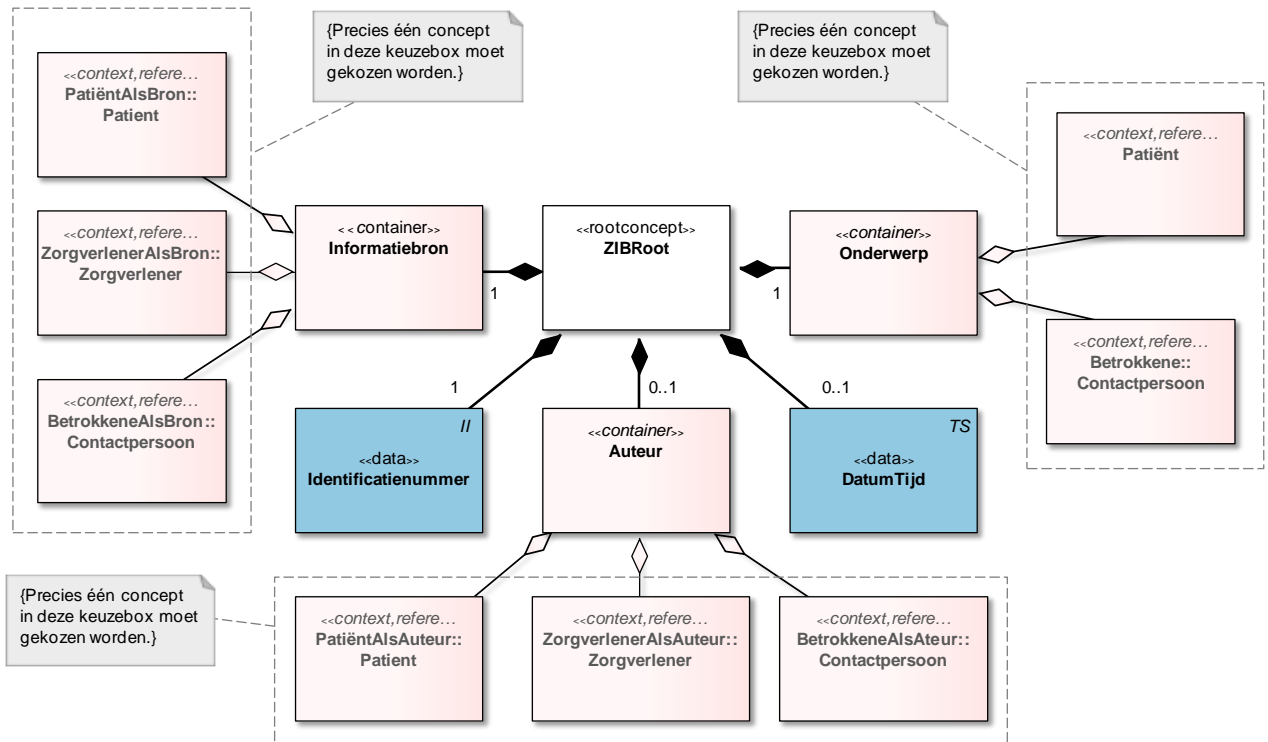 {Precies één concept
in deze keuzebox moet
gekozen worden.}
{Precies één concept
in deze keuzebox moet
gekozen worden.}
<<context,refere…
PatiëntAlsBron::
Patient
<<context,refere…
Patiënt
<<context,refere…
ZorgverlenerAlsBron::
Zorgverlener
<<container>>
Informatiebron
<<rootconcept>>
ZIBRoot
<<container>>
Onderwerp
1
1
<<context,refere…
Betrokkene::
Contactpersoon
<<context,refere…
BetrokkeneAlsBron::
Contactpersoon
1
0..1
0..1
II
<<data>>
Identificatienummer
<<container>>
Auteur
TS
<<data>>
DatumTijd
{Precies één concept
in deze keuzebox moet
gekozen worden.}
<<context,refere…
PatiëntAlsAuteur::
Patient
<<context,refere…
ZorgverlenerAlsAuteur::
Zorgverlener
<<context,refere…
BetrokkeneAlsAteur::
Contactpersoon